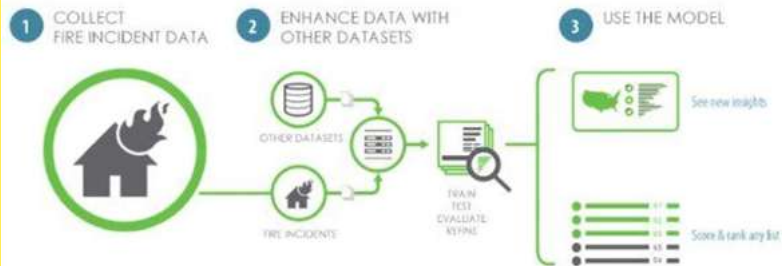 1
COLLECT
FIRE INCIDENT DATA
2
ENHANCE DATA WITH
OTHER DATASETS
3
USE THE MODEL
OTHER DATASETS
FIRE INCIDENTS
TRAIN
TEST
EVALUATE
REFINE
See new insights
Score & rank any list